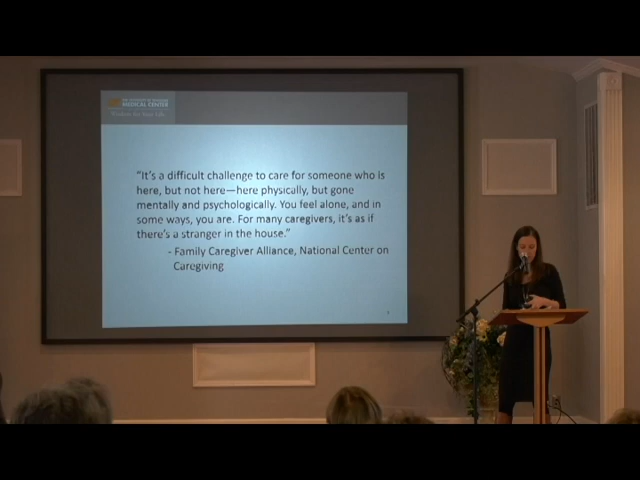 MEDICAL CENTER
"It's a difficult challenge to care for someone who is
here, but not here—here physically, but gone
mentally and psychologically. You feel alone, and in
some ways, you are. For many caregivers, it's as if
there's a stranger in the house."
- Family Caregiver Alliance, National Center on
Caregiving